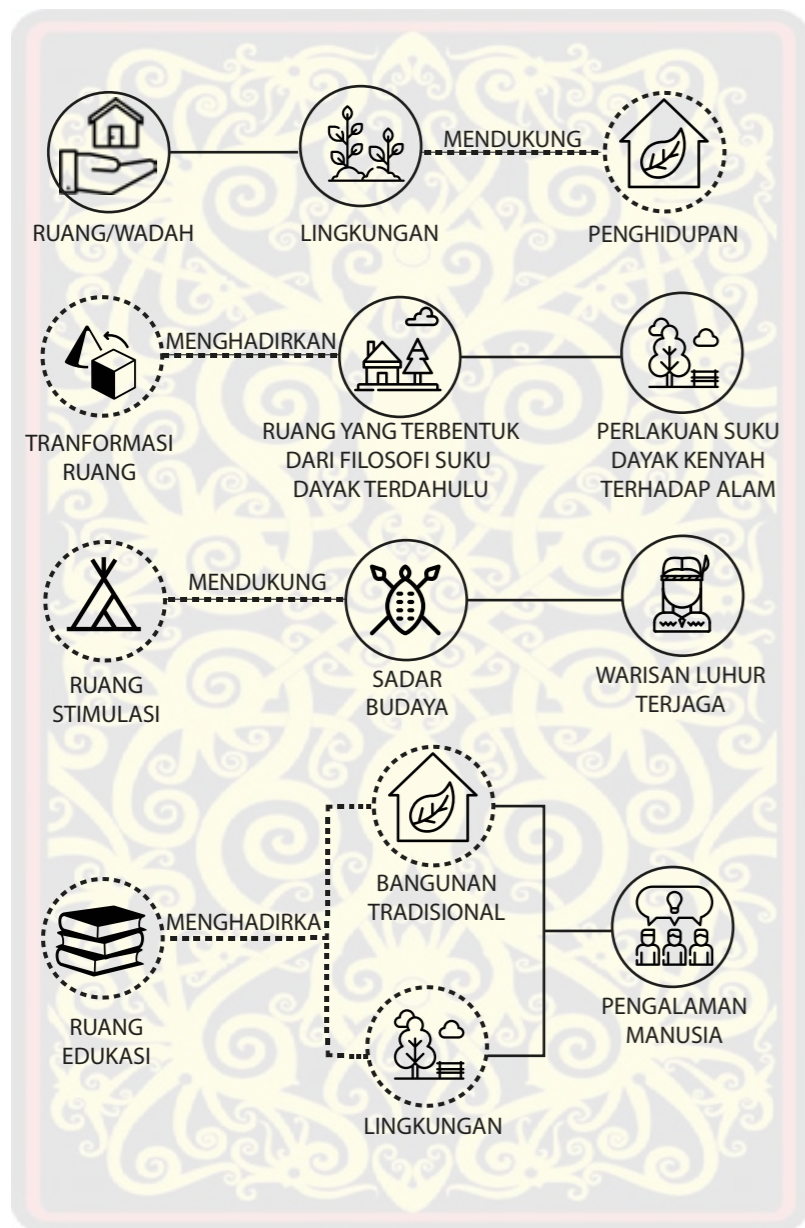 MENDUKUNG
RUANG/WADAH
LINGKUNGAN
PENGHIDUPAN
MENGHADIRKAN
TRANFORMASI
RUANG
RUANG YANG TERBENTUK
DARI FILOSOFI SUKU
DAYAK TERDAHULU
PERLAKUAN SUKU
DAYAK KENYAH
TERHADAP ALAM
MENDUKUNG
RUANG
STIMULASI
SADAR
BUDAYA
WARISAN LUHUR
TERJAGA
BANGUNAN
TRADISIONAL
MENGHADIRKA
RUANG
EDUKASI
PENGALAMAN
MANUSIA
LINGKUNGAN